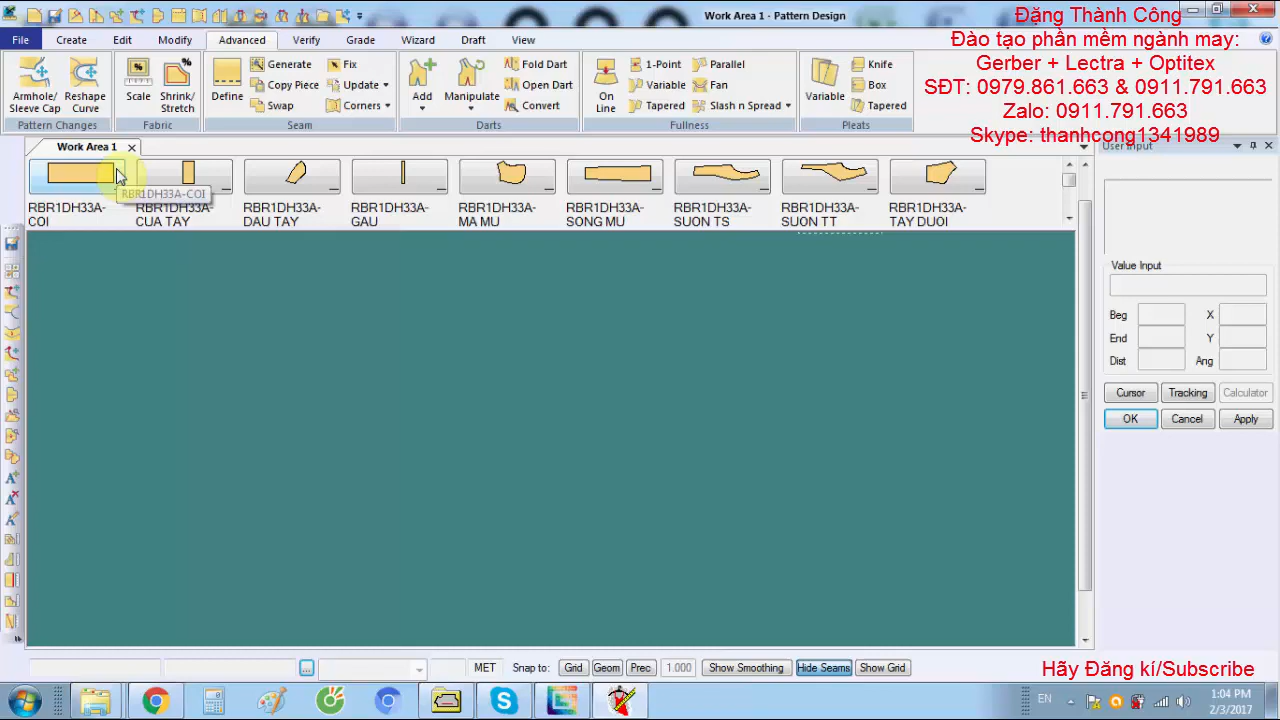 Work Area 1 - Pattern Design
Đặng Thành Công
Đào tạo phần mềm ngành may:
Gerber + Lectra + Optitex
SĐT: 0979.861.663 & 0911.791.663
Zalo: 0911.791.663
Skype: thanhcong1341989
File Create Edit Modify Advanced Verify Grade Wizard Draft View
Armhole/ Sleeve Cap
Reshape Curve
Pattern Changes
Scale
Shrink/ Stretch
Fabric
Define
Generate
Copy Piece
Swap
Fix
Update
Corners
Seam
Add
Manipulate
Fold Dart
Open Dart
Convert
Darts
On Line
1-Point
Variable
Tapered
Parallel
Fan
Slash n Spread
Fullness
Variable
Knife
Box
Tapered
Pleats
Work Area 1
User Input
RBR1DH33A-COI
RBR1DH33A-
COI
RBR1DH33A-
CUA TAY
RBR1DH33A-
DAU TAY
RBR1DH33A-
GAU
RBR1DH33A-
MA MU
RBR1DH33A-
SONG MU
RBR1DH33A-
SUON TS
RBR1DH33A-
SUON TT
RBR1DH33A-
TAY DUOI
Value Input
Beg X
End Y
Dist Ang
Cursor Tracking Calculator
OK Cancel Apply
... MET Snap to: Grid Geom Prec 1.000 Show Smoothing Hide Seams Show Grid
Hãy Đăng kí/Subscribe
EN
1:04 PM
2/3/2017